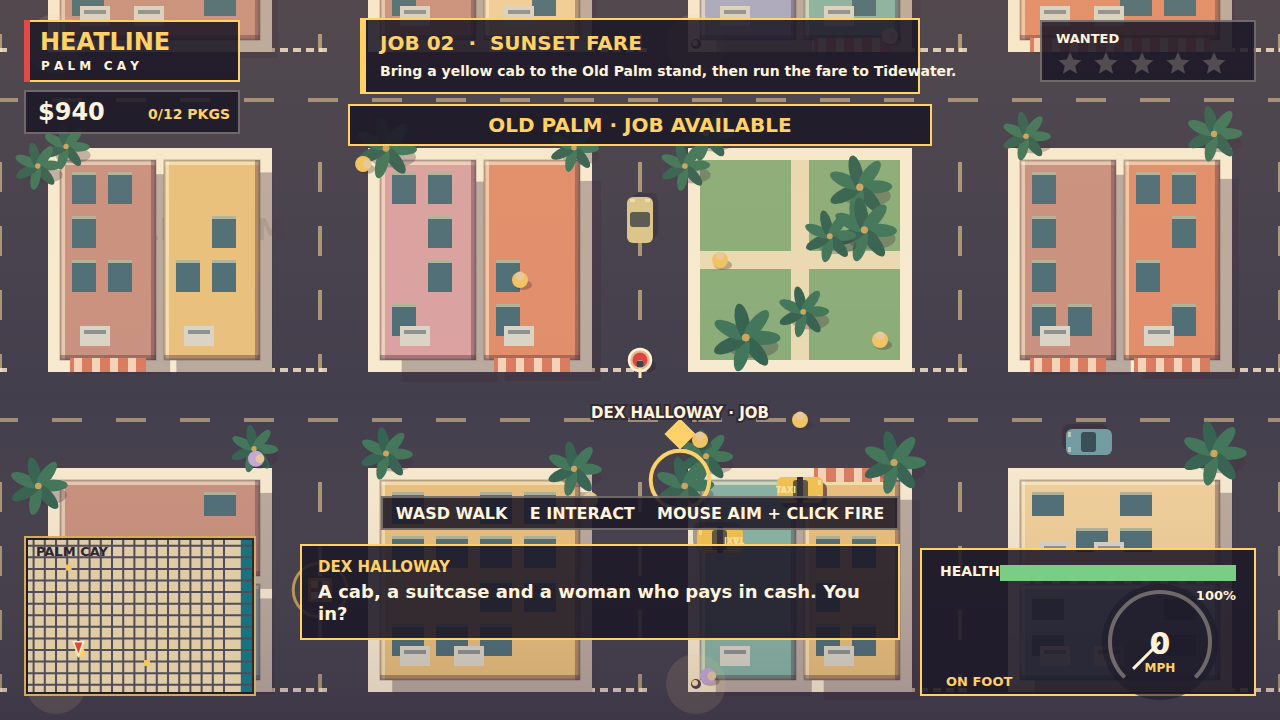 HEATLINE
PALM CAY
$940
0/12 PKGS
JOB 02 · SUNSET FARE
Bring a yellow cab to the Old Palm stand, then run the fare to Tidewater.
OLD PALM · JOB AVAILABLE
WANTED
DEX HALLOWAY · JOB
TAXI
TAXI
WASD WALK E INTERACT MOUSE AIM + CLICK FIRE
DEX HALLOWAY
A cab, a suitcase and a woman who pays in cash. You
in?
PALM CAY
HEALTH
100%
0
MPH
ON FOOT